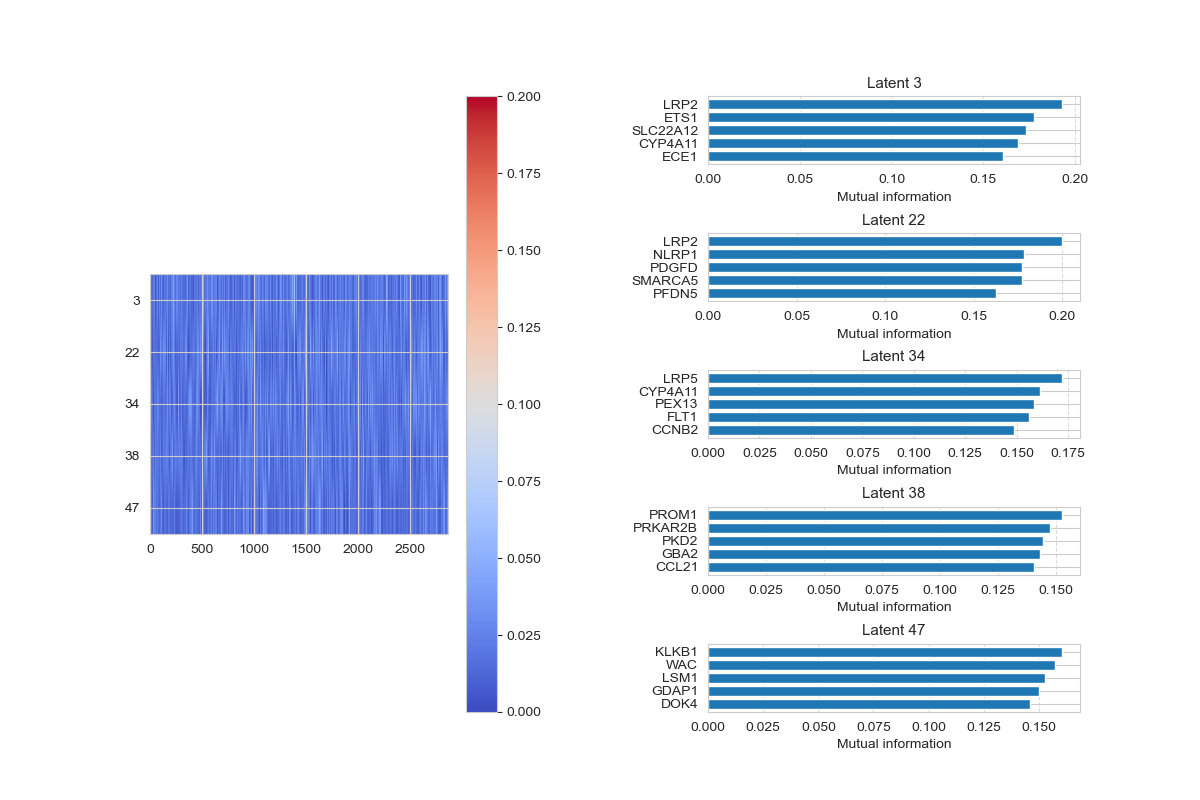 3
22
34
38
47
0 500 1000 1500 2000 2500
0.200
0.175
0.150
0.125
0.100
0.075
0.050
0.025
0.000
Latent 3
LRP2
ETS1
SLC22A12
CYP4A11
ECE1
0.00 0.05 0.10 0.15 0.20
Mutual information
Latent 22
LRP2
NLRP1
PDGFD
SMARCA5
PFDN5
0.00 0.05 0.10 0.15 0.20
Mutual information
Latent 34
LRP5
CYP4A11
PEX13
FLT1
CCNB2
0.000 0.025 0.050 0.075 0.100 0.125 0.150 0.175
Mutual information
Latent 38
PROM1
PRKAR2B
PKD2
GBA2
CCL21
0.000 0.025 0.050 0.075 0.100 0.125 0.150
Mutual information
Latent 47
KLKB1
WAC
LSM1
GDAP1
DOK4
0.000 0.025 0.050 0.075 0.100 0.125 0.150
Mutual information